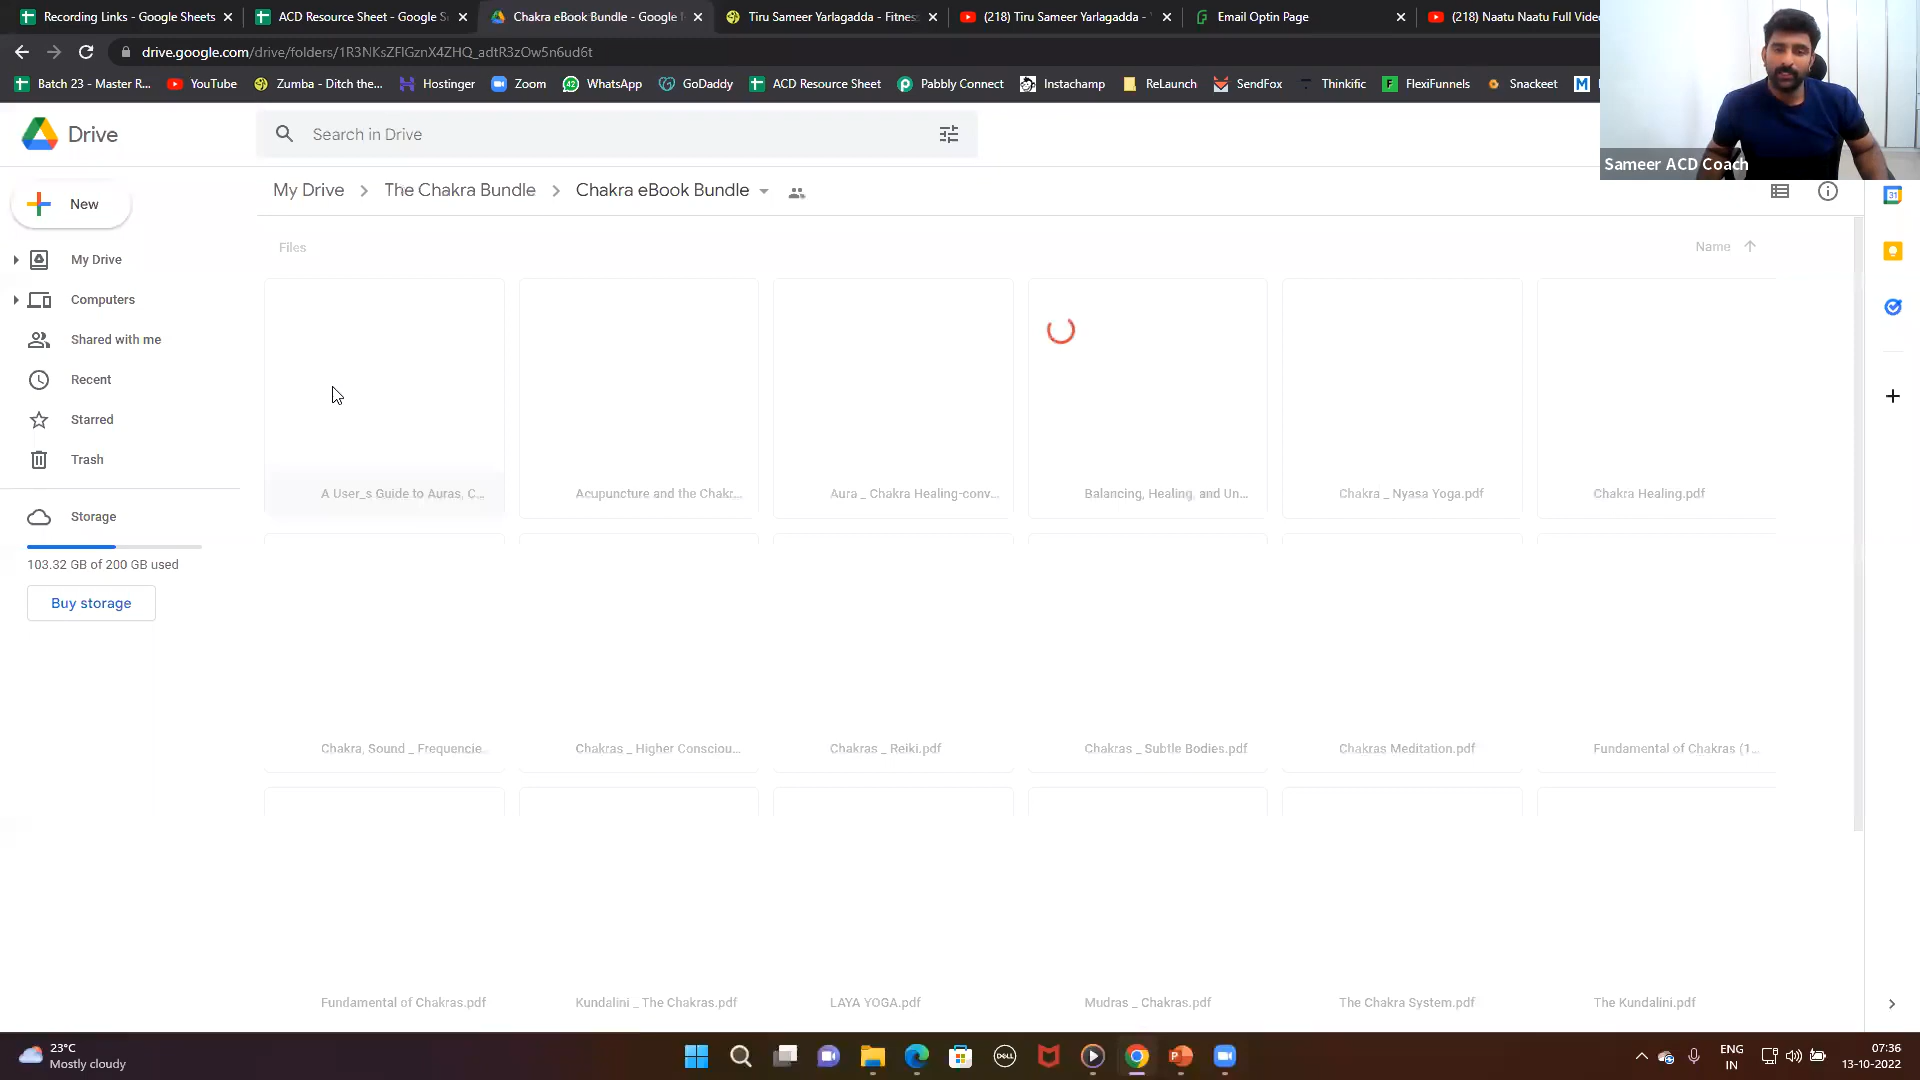 Recording Links - Google Sheets
ACD Resource Sheet - Google S
Chakra eBook Bundle - Google
Tiru Sameer Yarlagadda - Fitnes
(218) Tiru Sameer Yarlagadda -
Email Optin Page
(218) Naatu Naatu Full Video
drive.google.com/drive/folders/1R3NKsZFlGznX4ZHQ_adtR3zOw5n6ud6t
Batch 23 - Master R...
YouTube
Zumba - Ditch the...
Hostinger
Zoom
42
WhatsApp
GoDaddy
ACD Resource Sheet
Pabbly Connect
Instachamp
ReLaunch
SendFox
Thinkific
FlexiFunnels
Snackeet
Sameer ACD Coach
Drive
Search in Drive
My Drive > The Chakra Bundle > Chakra eBook Bundle
New
My Drive
Computers
Shared with me
Recent
Starred
Trash
Storage
103.32 GB of 200 GB used
Buy storage
Files
Name
31
A User_s Guide to Auras, C...
Acupuncture and the Chakr...
Aura _ Chakra Healing-conv...
Balancing, Healing, and Un...
Chakra _ Nyasa Yoga.pdf
Chakra Healing.pdf
Chakra, Sound _ Frequencie
Chakras _ Higher Consciou...
Chakras _ Reiki.pdf
Chakras _ Subtle Bodies.pdf
Chakras Meditation.pdf
Fundamental of Chakras (1...
Fundamental of Chakras.pdf
Kundalini _ The Chakras.pdf
LAYA YOGA.pdf
Mudras _ Chakras.pdf
The Chakra System.pdf
The Kundalini.pdf
23°C
Mostly cloudy
DELL
ENG
IN
07:36
13-10-2022